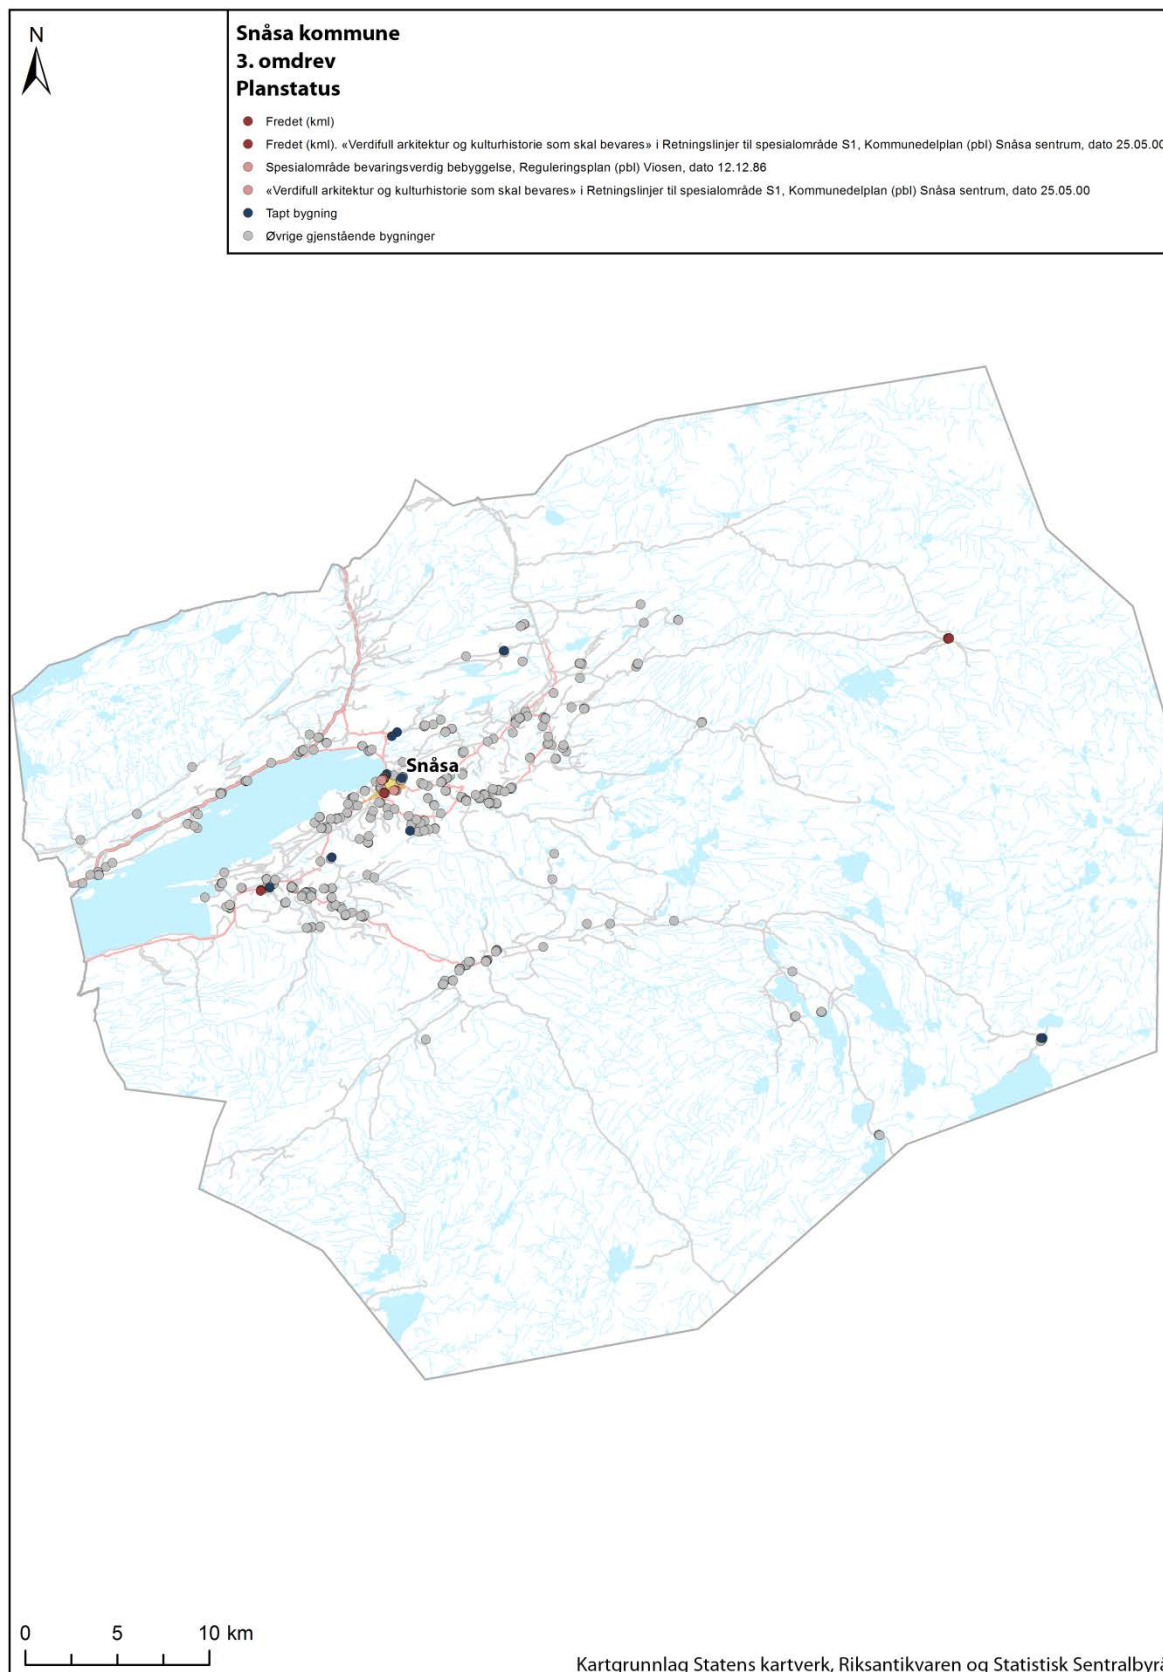 N
Snåsa kommune
3. omdrev
Planstatus
Fredet (kml)
Fredet (kml). «Verdifull arkitektur og kulturhistorie som skal bevares» i Retningslinjer til spesialområde S1, Kommunedelplan (pbl) Snåsa sentrum, dato 25.05.00
Spesialområde bevaringsverdig bebyggelse, Reguleringsplan (pbl) Viosen, dato 12.12.86
«Verdifull arkitektur og kulturhistorie som skal bevares» i Retningslinjer til spesialområde S1, Kommunedelplan (pbl) Snåsa sentrum, dato 25.05.00
Tapt bygning
Øvrige gjenstående bygninger
Snåsa
0 5 10 km
Kartgrunnlag Statens kartverk, Riksantikvaren og Statistisk Sentralbyrå